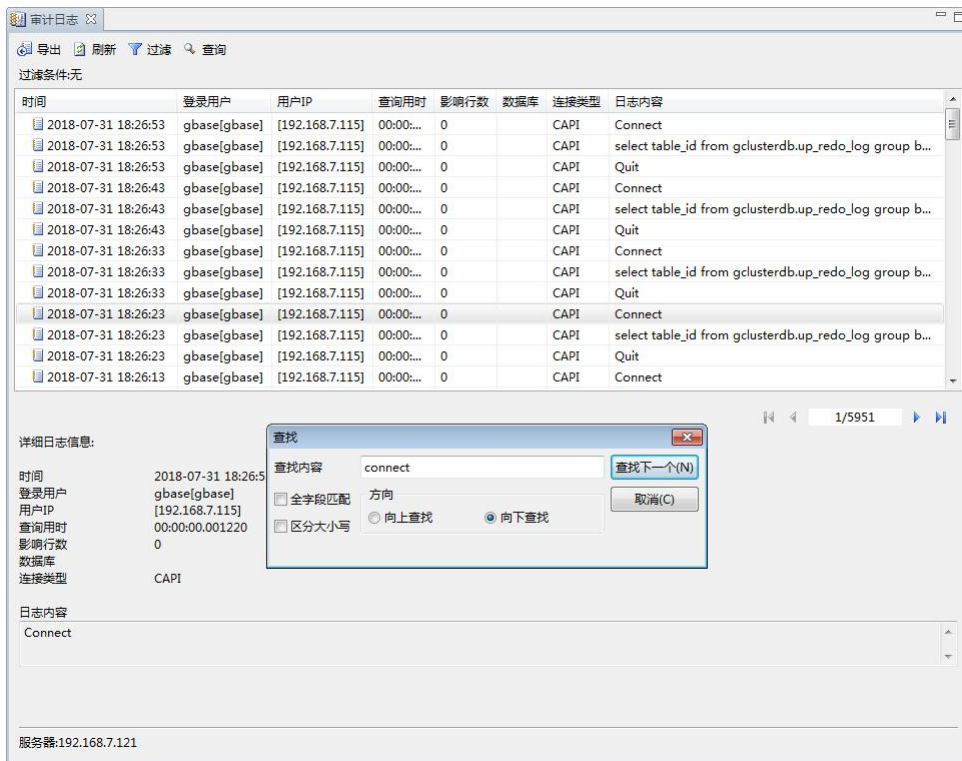 审计日志
导出 刷新 过滤 查询
过滤条件:无
时间 登录用户 用户IP 查询用时 影响行数 数据库 连接类型 日志内容
2018-07-31 18:26:53 gbase[gbase] [192.168.7.115] 00:00:... 0 CAPI Connect
2018-07-31 18:26:53 gbase[gbase] [192.168.7.115] 00:00:... 0 CAPI select table_id from gclusterdb.up_redo_log group b...
2018-07-31 18:26:53 gbase[gbase] [192.168.7.115] 00:00:... 0 CAPI Quit
2018-07-31 18:26:43 gbase[gbase] [192.168.7.115] 00:00:... 0 CAPI Connect
2018-07-31 18:26:43 gbase[gbase] [192.168.7.115] 00:00:... 0 CAPI select table_id from gclusterdb.up_redo_log group b...
2018-07-31 18:26:43 gbase[gbase] [192.168.7.115] 00:00:... 0 CAPI Quit
2018-07-31 18:26:33 gbase[gbase] [192.168.7.115] 00:00:... 0 CAPI Connect
2018-07-31 18:26:33 gbase[gbase] [192.168.7.115] 00:00:... 0 CAPI select table_id from gclusterdb.up_redo_log group b...
2018-07-31 18:26:33 gbase[gbase] [192.168.7.115] 00:00:... 0 CAPI Quit
2018-07-31 18:26:23 gbase[gbase] [192.168.7.115] 00:00:... 0 CAPI Connect
2018-07-31 18:26:23 gbase[gbase] [192.168.7.115] 00:00:... 0 CAPI select table_id from gclusterdb.up_redo_log group b...
2018-07-31 18:26:23 gbase[gbase] [192.168.7.115] 00:00:... 0 CAPI Quit
2018-07-31 18:26:13 gbase[gbase] [192.168.7.115] 00:00:... 0 CAPI Connect
1/5951
详细日志信息:
时间 2018-07-31 18:26:5
登录用户 gbase[gbase]
用户IP [192.168.7.115]
查询用时 00:00:00.001220
影响行数 0
数据库
连接类型 CAPI
查找
查找内容 connect 查找下一个(N)
全字段匹配 方向 取消(C)
区分大小写 向上查找 向下查找
日志内容
Connect
服务器:192.168.7.121